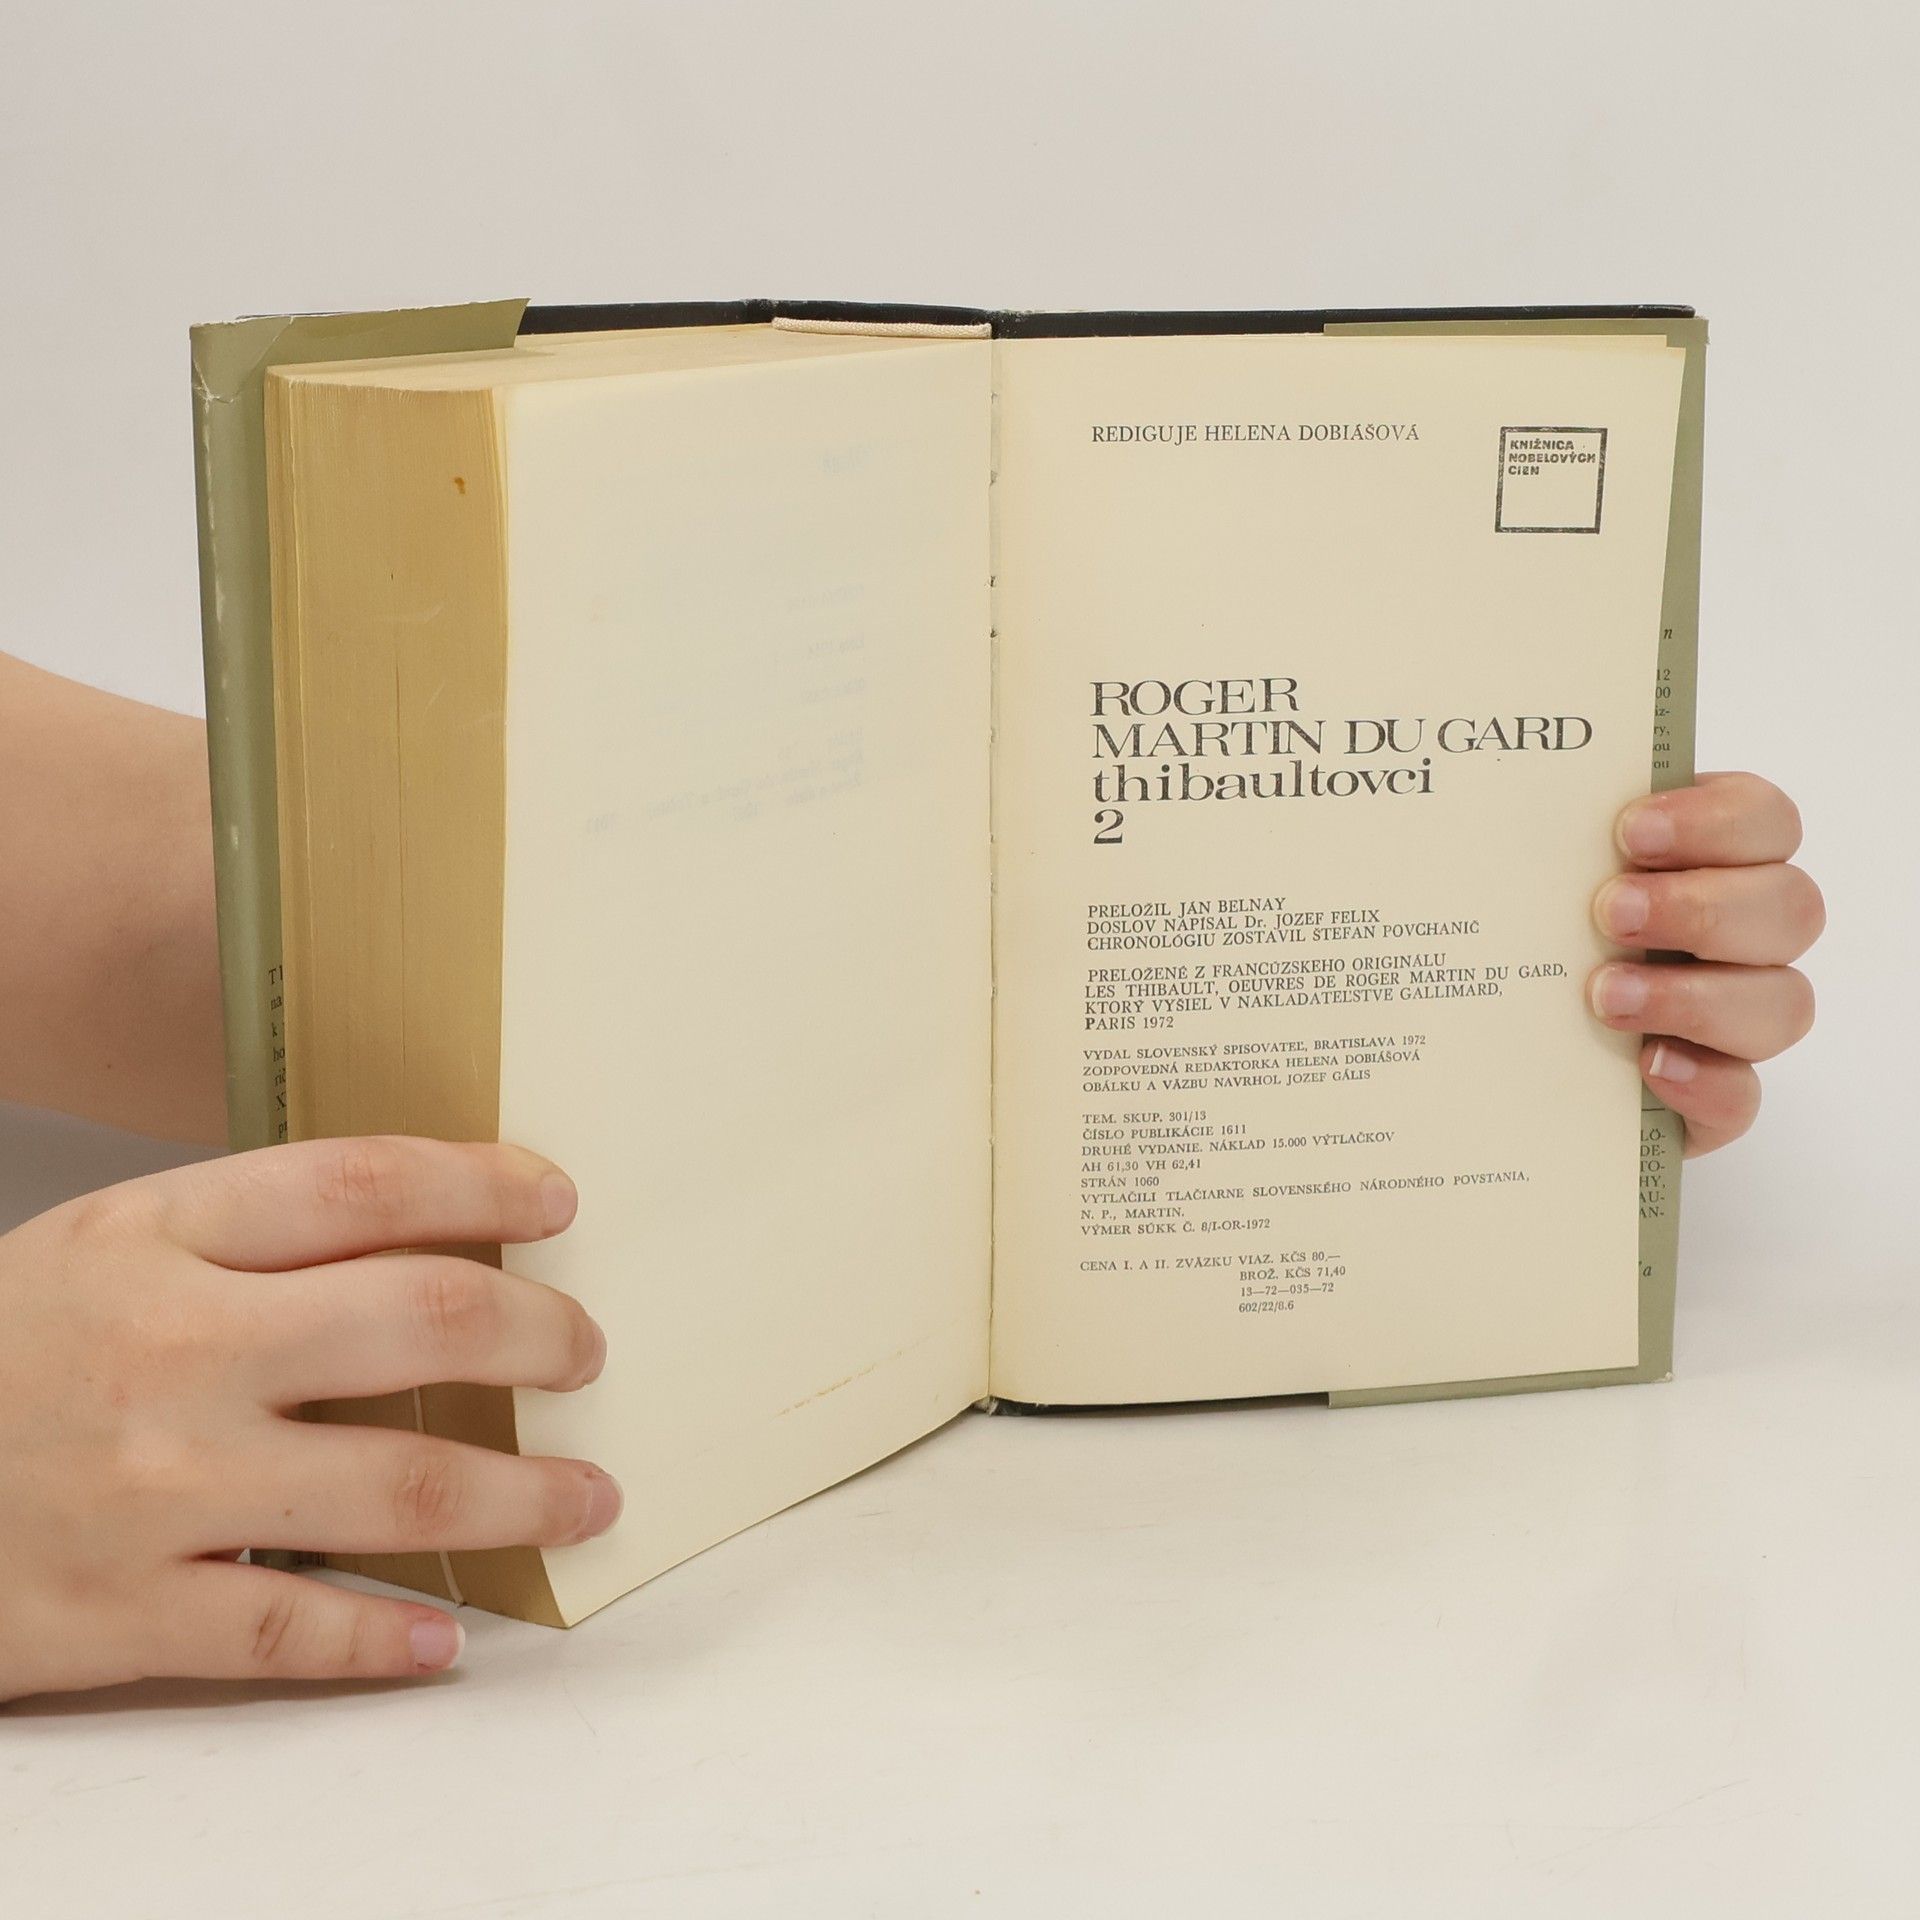 REDIGUJE HELENA DOBIÁŠOVÁ
KNIŽNICA
NOBELOVÝCH
CIEN
ROGER
MARTIN DU GARD
thibaultovci
2
PRELOŽIL JÁN BELNAY
DOSLOV NAPÍSAL Dr. JOZEF FELIX
CHRONOLÓGIU ZOSTAVIL ŠTEFAN POVCHANIČ
PRELOŽENÉ Z FRANCÚZSKEHO ORIGINÁLU
LES THIBAULT, OEUVRES DE ROGER MARTIN DU GARD,
KTORÝ VYŠIEL V NAKLADATEĽSTVE GALLIMARD,
PARIS 1972
VYDAL SLOVENSKÝ SPISOVATEĽ, BRATISLAVA 1972
ZODPOVEDNÁ REDAKTORKA HELENA DOBIÁŠOVÁ
OBÁLKU A VÄZBU NAVRHOL JOZEF GÁLIS
TEM. SKUP. 301/13
ČÍSLO PUBLIKÁCIE 1611
DRUHÉ VYDANIE. NÁKLAD 15.000 VÝTLAČKOV
AH 61,30 VH 62,41
STRÁN 1060
VYTLAČILI TLAČIARNE SLOVENSKÉHO NÁRODNÉHO POVSTANIA,
N. P., MARTIN.
VÝMER SÚKK Č. 8/I-OR-1972
CENA I. A II. ZVÄZKU VIAZ. KČS 80,—
BROŽ. KČS 71,40
13—72—035—72
602/22/8.6